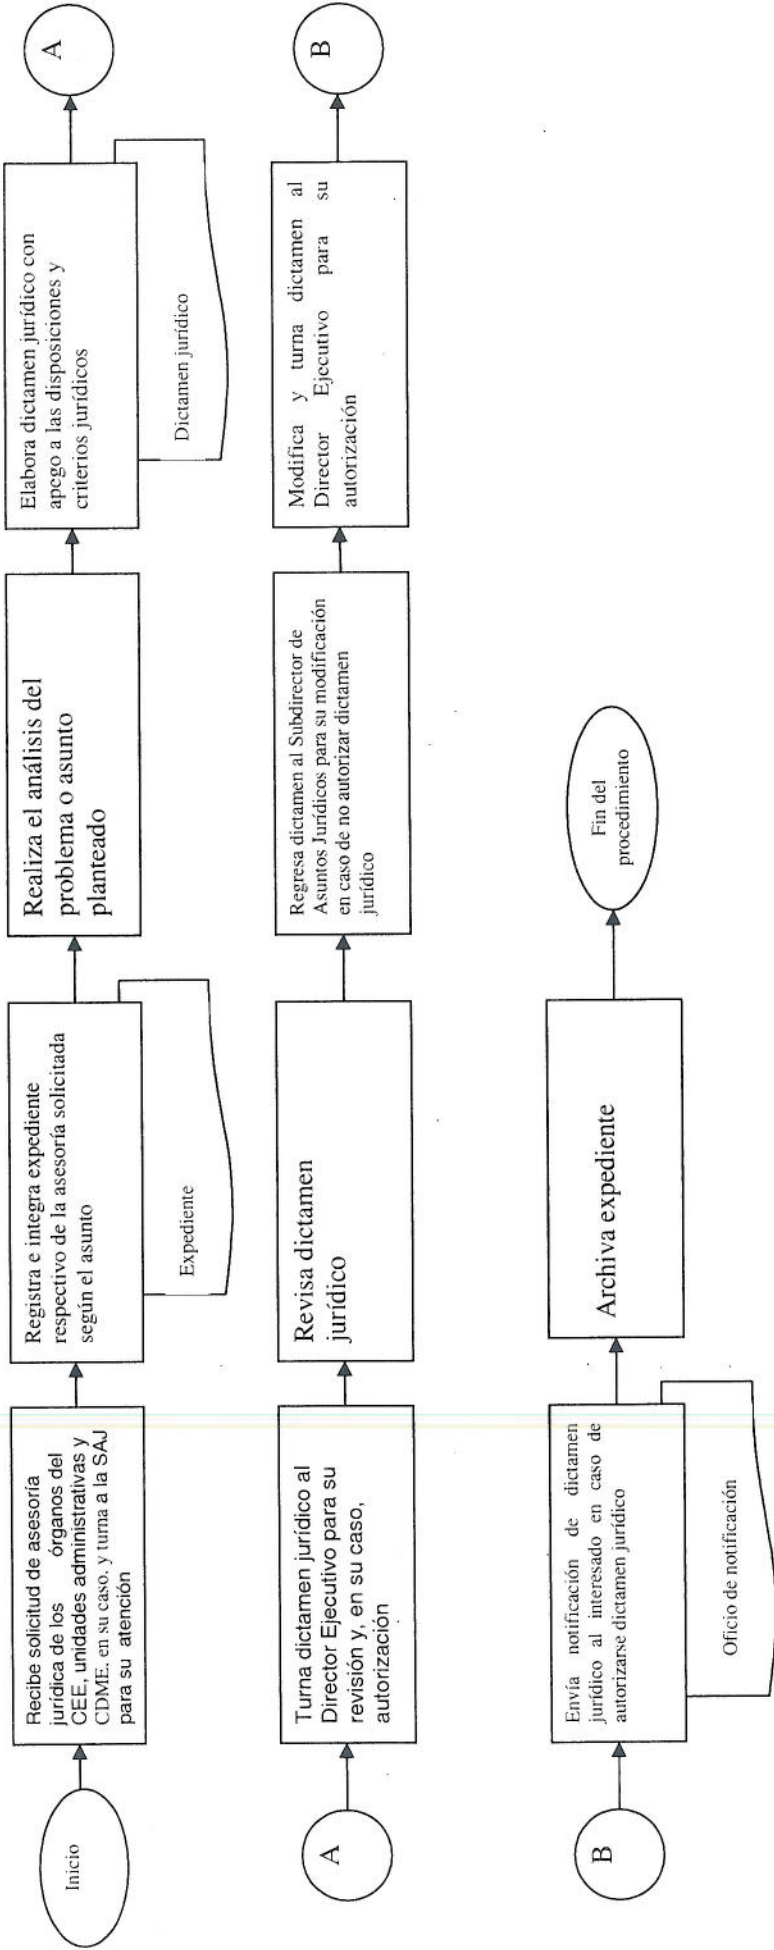 Inicio
Recibe solicitud de asesoría
jurídica de los órganos del
CEE, unidades administrativas y
CDME, en su caso, y turna a la SAJ
para su atención
Registra e integra expediente
respectivo de la asesoría solicitada
según el asunto
Expediente
Realiza el análisis del
problema o asunto
planteado
Elabora dictamen jurídico con
apego a las disposiciones y
criterios jurídicos
Dictamen jurídico
A
A
Turna dictamen jurídico al
Director Ejecutivo para su
revisión y, en su caso,
autorización
Revisa dictamen
jurídico
Regresa dictamen al Subdirector de
Asuntos Jurídicos para su modificación
en caso de no autorizar dictamen
jurídico
Modifica y turna dictamen al
Director Ejecutivo para su
autorización
B
B
Envía notificación de dictamen
jurídico al interesado en caso de
autorizarse dictamen jurídico
Oficio de notificación
Archiva expediente
Fin del
procedimiento